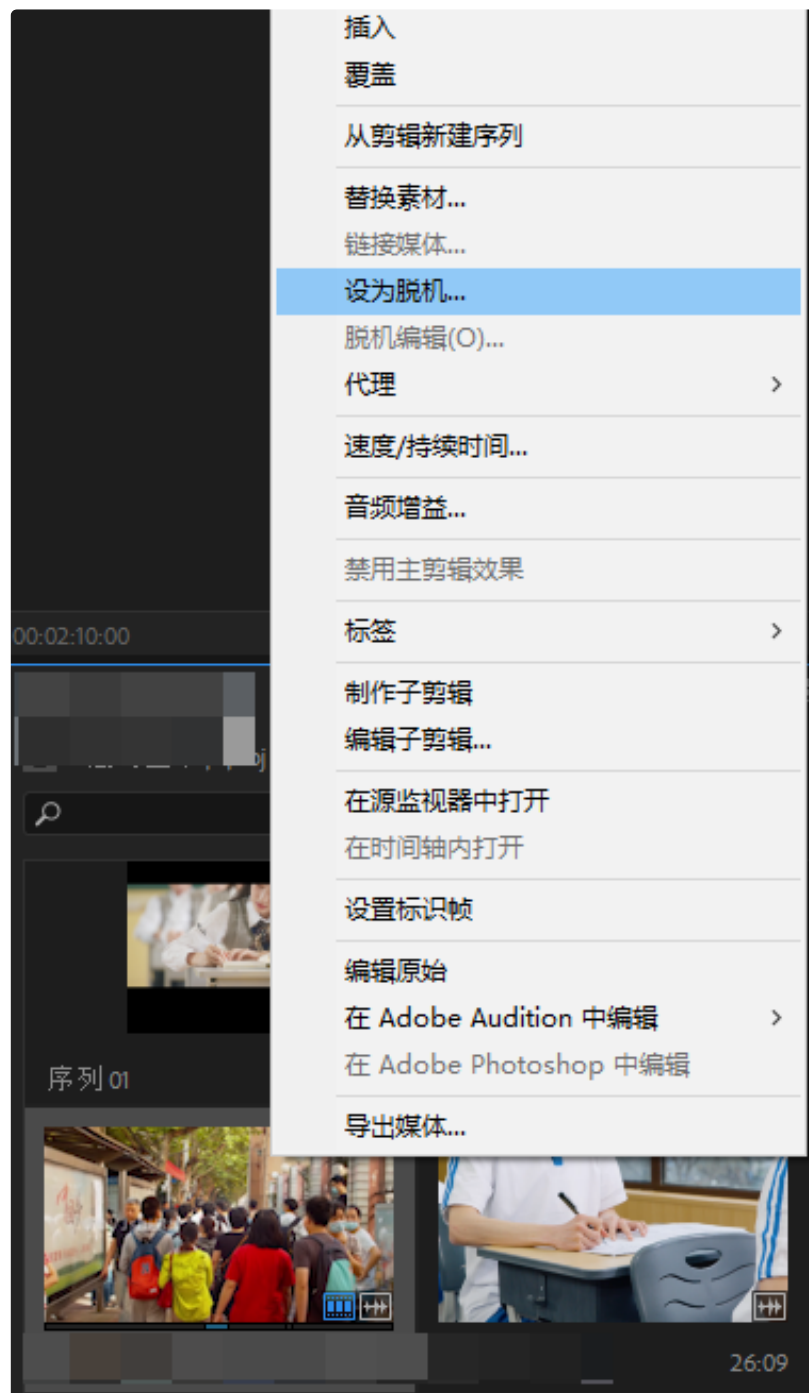 插入
覆盖
从剪辑新建序列
替换素材...
链接媒体...
设为脱机...
脱机编辑(O)...
代理
速度/持续时间...
音频增益...
禁用主剪辑效果
标签
00:02:10:00
制作子剪辑
编辑子剪辑...
在源监视器中打开
在时间轴内打开
设置标识帧
编辑原始
在 Adobe Audition 中编辑
在 Adobe Photoshop 中编辑
序列 01
导出媒体...
26:09